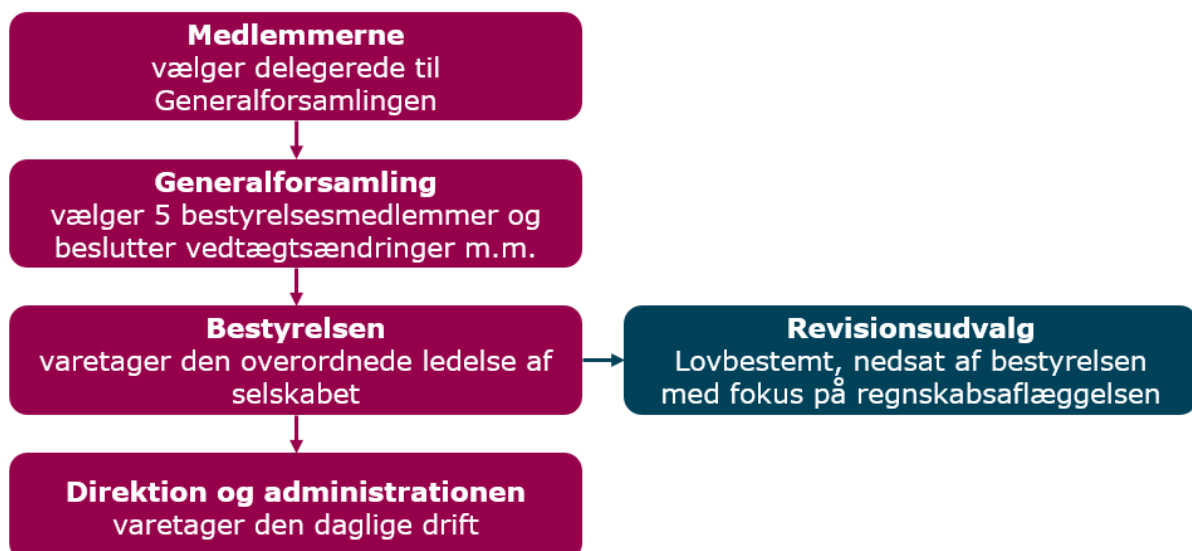 Medlemmerne
vælger delegerede til
Generalforsamlingen
Generalforsamling
vælger 5 bestyrelsesmedlemmer og
beslutter vedtægtsændringer m.m.
Bestyrelsen
varetager den overordnede ledelse af
selskabet
Revisionsudvalg
Lovbestemt, nedsat af bestyrelsen
med fokus på regnskabsaflæggelsen
Direktion og administrationen
varetager den daglige drift